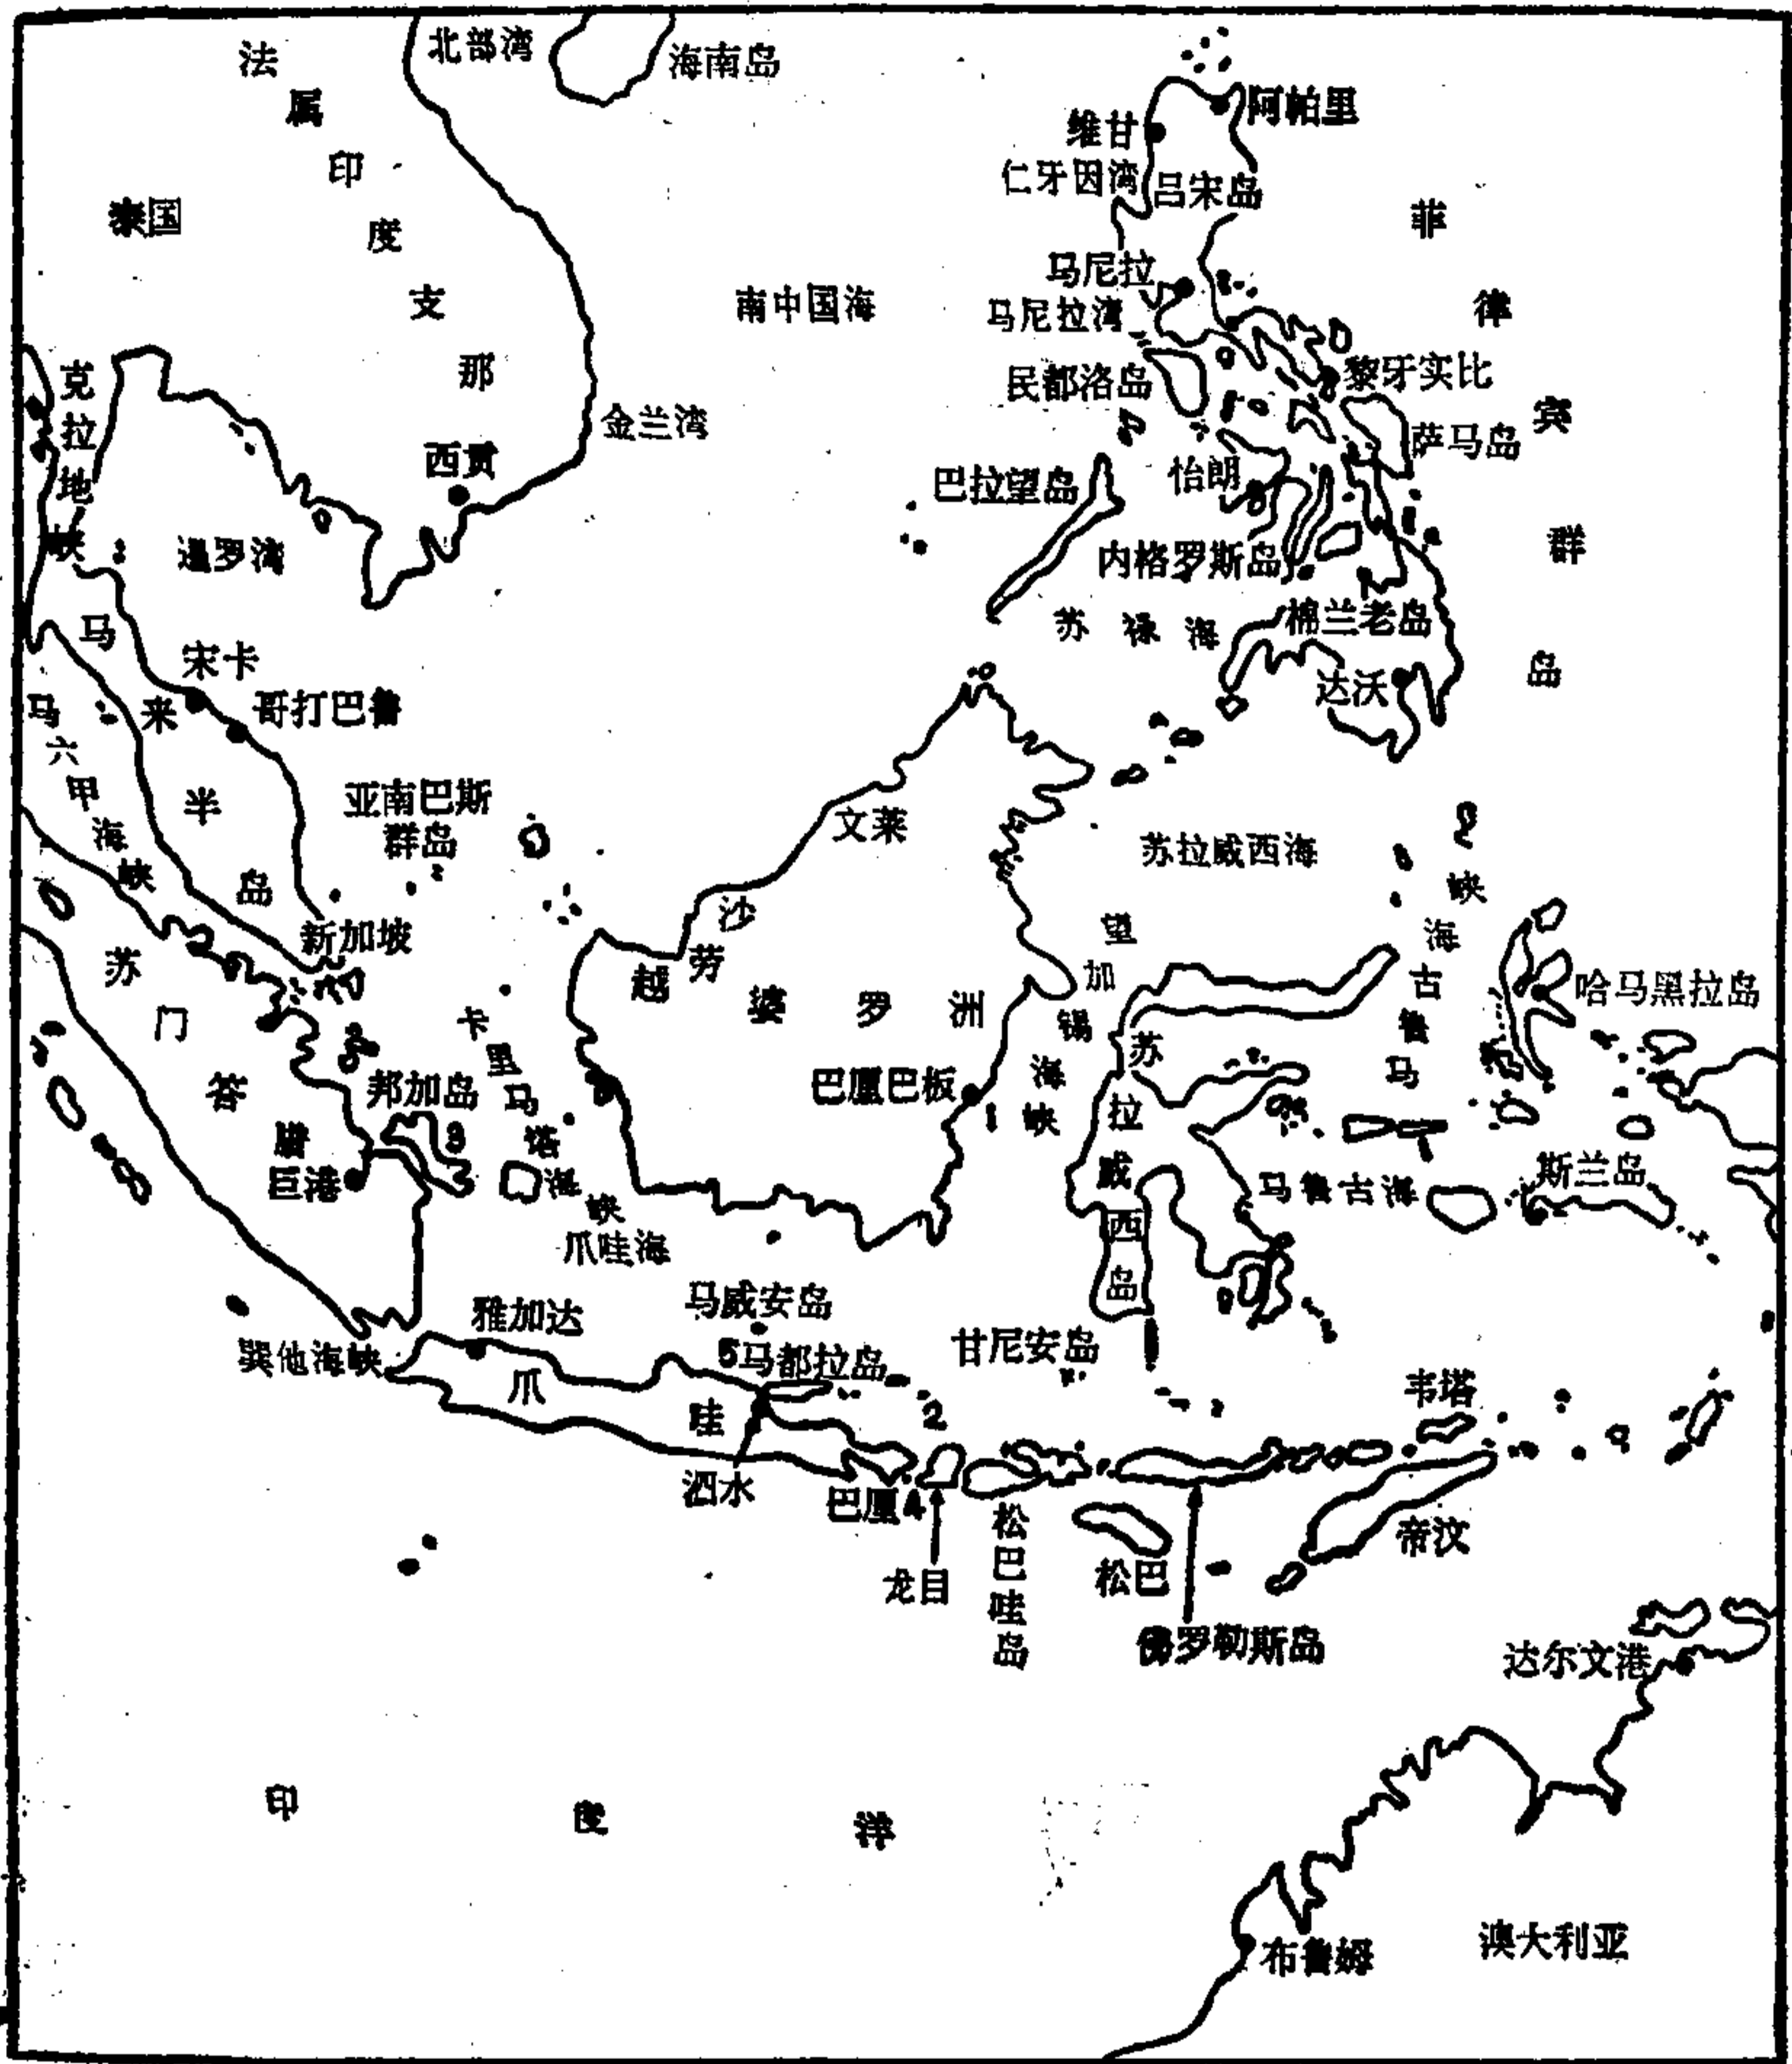 法属印度支那
北部湾
海南岛
阿帕里
维甘
仁牙因湾
吕宋岛
泰国
菲律宾群岛
马尼拉
南中国海
马尼拉湾
克拉地峡
民都洛岛
黎牙实比
金兰湾
萨马岛
西贡
巴拉望岛
怡朗
暹罗湾
内格罗斯岛
苏禄海
棉兰老岛
马来半岛
宋卡
达沃
哥打巴鲁
马六甲海峡
亚南巴斯
群岛
文莱
苏拉威西海
沙劳越
新加坡
望加锡海峡
马鲁古海峡
苏门答腊
哈马黑拉岛
婆罗洲
卡里马塔海峡
苏拉威西岛
邦加岛
3
巴厘巴板
1
巨港
马鲁古海
斯兰岛
爪哇海
马威安岛
雅加达
甘尼安岛
巽他海峡
5马都拉岛
爪哇
2
韦塔
泗水
巴厘4
龙目
松巴哇岛
松巴
帝汶
佛罗勒斯岛
达尔文港
印度洋
布鲁姆
澳大利亚